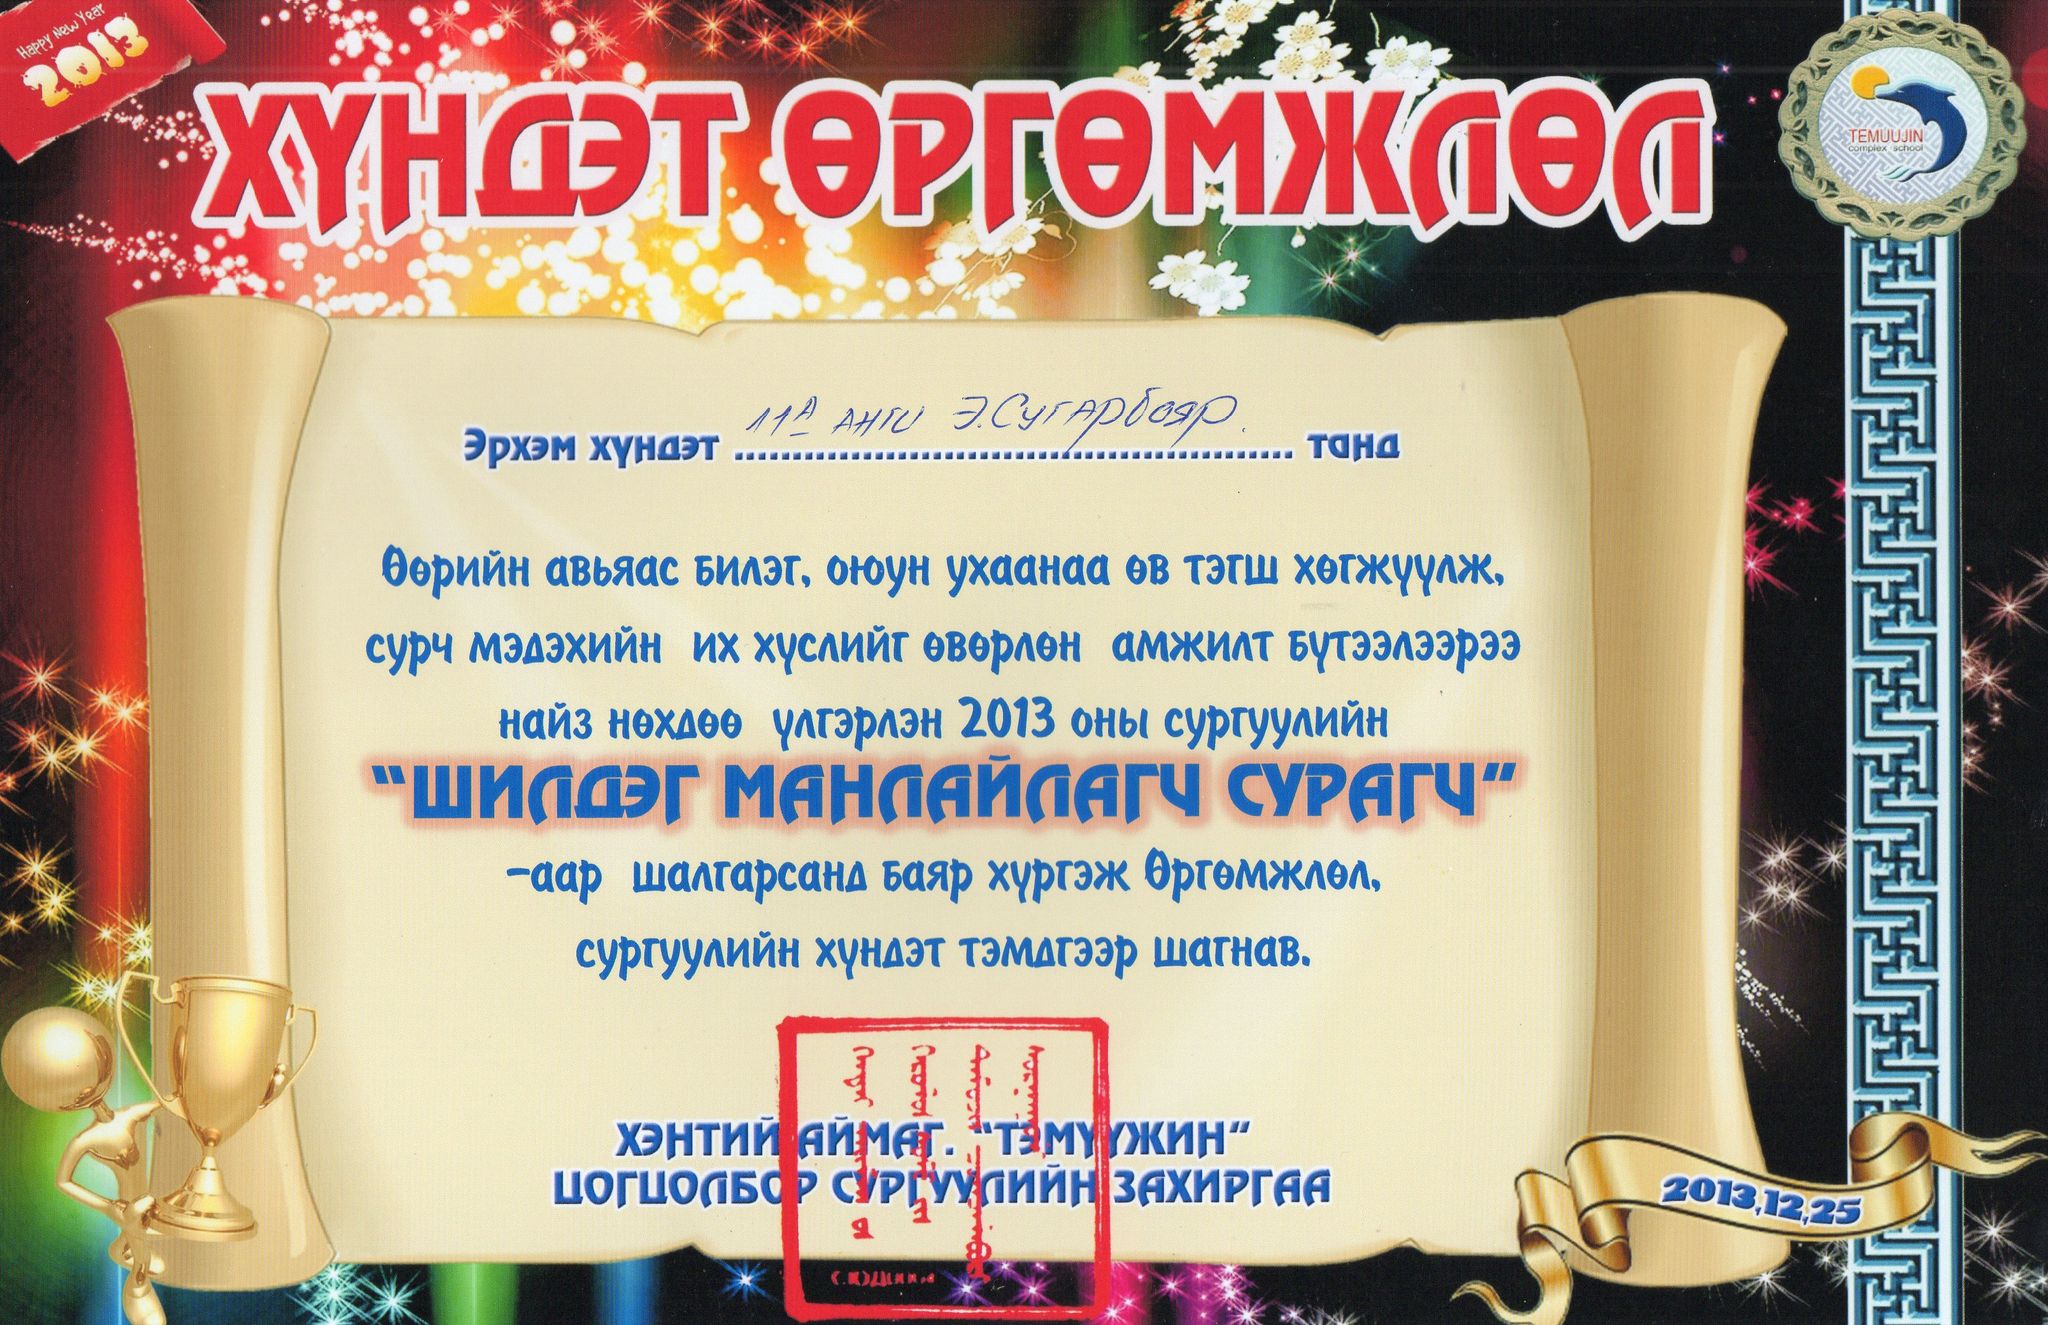 Happy New Year
2013
ХҮНДЭТ ӨРГӨМЖЛӨЛ
TEMUUJIN
complex school
11А анги Э.Сугарбаяр.
Эрхэм хүндэт ........................................................ танд
Өөрийн авьяас билэг, оюун ухаанаа өв тэгш хөгжүүлж,
сурч мэдэхийн их хүслийг өвөрлөн амжилт бүтээлээрээ
найз нөхдөө үлгэрлэн 2013 оны сургуулийн
“ШИЛДЭГ МАНЛАЙЛАГЧ СУРАГЧ”
-аар шалгарсанд баяр хүргэж Өргөмжлөл,
сургуулийн хүндэт тэмдгээр шагнав.
ХЭНТИЙ АЙМАГ. “ТЭМҮҮЖИН”
ЦОГЦОЛБОР СУРГУУЛИЙН ЗАХИРГАА
2013,12,25